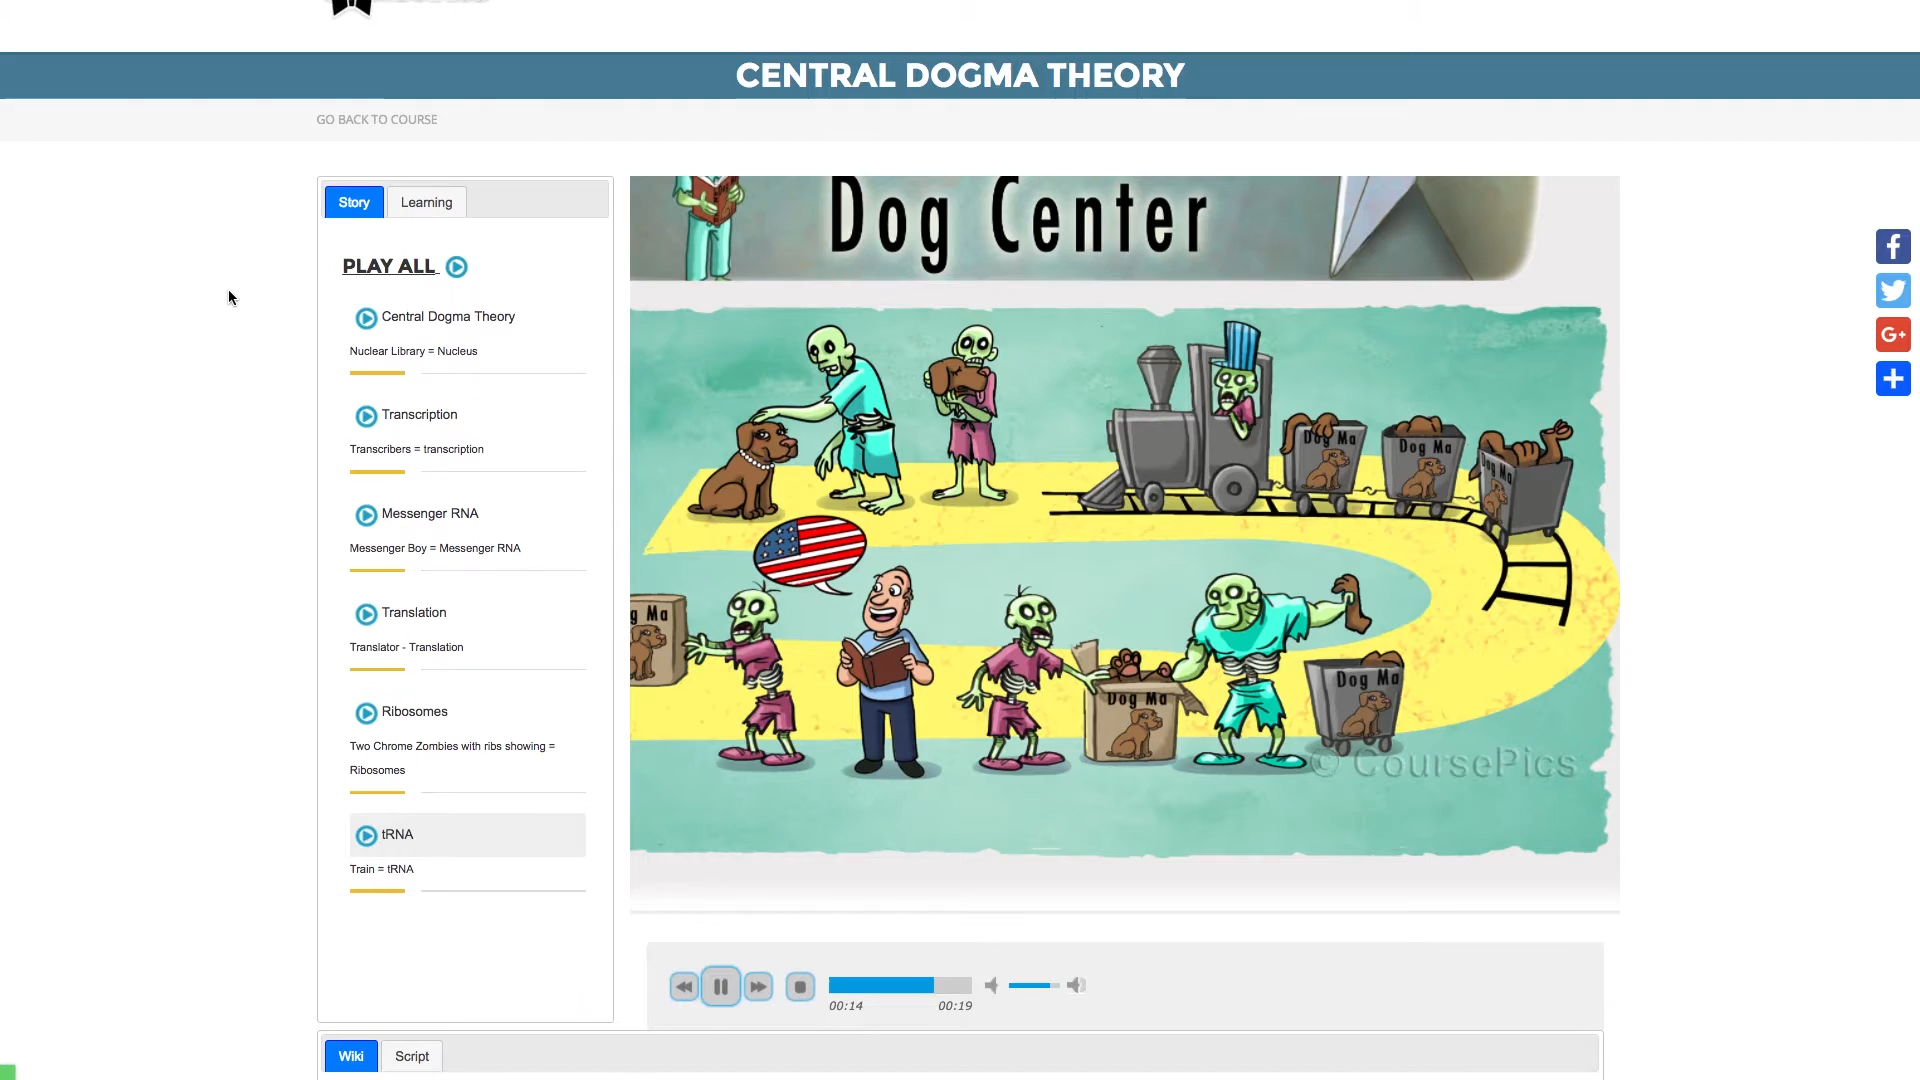 CENTRAL DOGMA THEORY
GO BACK TO COURSE
Story
Learning
PLAY ALL
Central Dogma Theory
Nuclear Library = Nucleus
Transcription
Transcribers = transcription
Messenger RNA
Messenger Boy = Messenger RNA
Translation
Translator - Translation
Ribosomes
Two Chrome Zombies with ribs showing =
Ribosomes
tRNA
Train = tRNA
Dog Center
Dog Ma
Dog Ma
Dog Ma
g Ma
Dog Ma
Dog Ma
© CoursePics
00:14
00:19
Wiki
Script